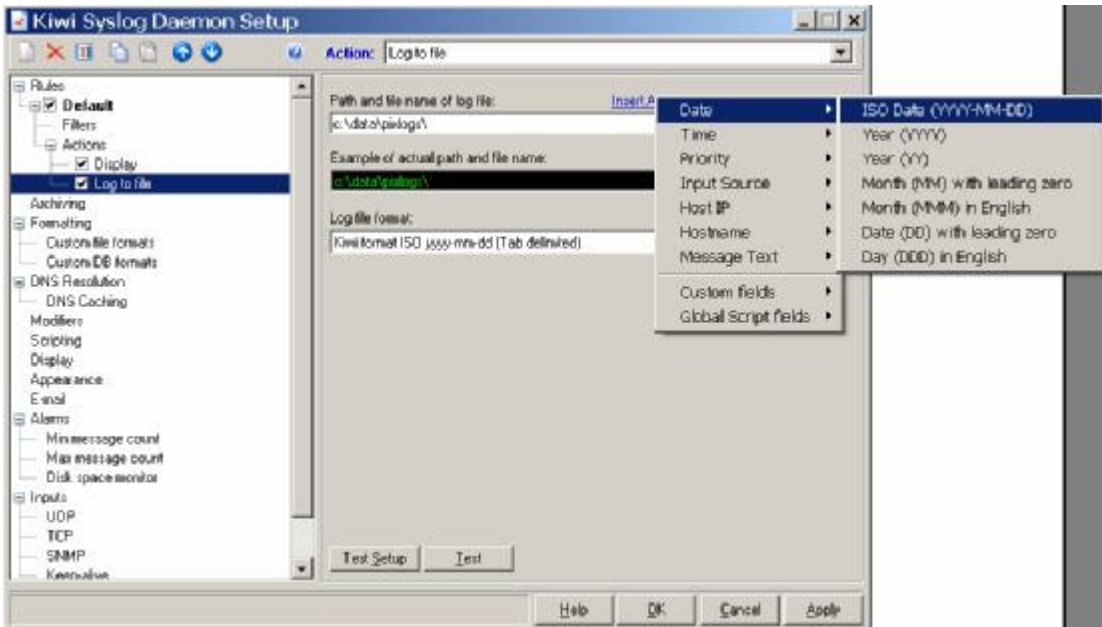 Kiwi Syslog Daemon Setup
Action: Log to file
Rules
Default
Filters
Actions
Display
Log to file
Archiving
Formatting
Custom file formats
Custom DB formats
DNS Resolution
DNS Caching
Modifiers
Scripting
Display
Appearance
E-mail
Alarms
Min message count
Max message count
Disk space monitor
Inputs
UDP
TCP
SNMP
Keep-alive
Path and file name of log file:
Insert A
c:\data\pixlogs\
Example of actual path and file name:
c:\data\pixlogs\
Log file format:
Kiwi format ISO yyyy-mm-dd (Tab delimited)
Date
Time
Priority
Input Source
Host IP
Hostname
Message Text
Custom fields
Global Script fields
ISO Date (YYYY-MM-DD)
Year (YYYY)
Year (YY)
Month (MM) with leading zero
Month (MMM) in English
Date (DD) with leading zero
Day (DDD) in English
Test Setup
Test
Help
OK
Cancel
Apply